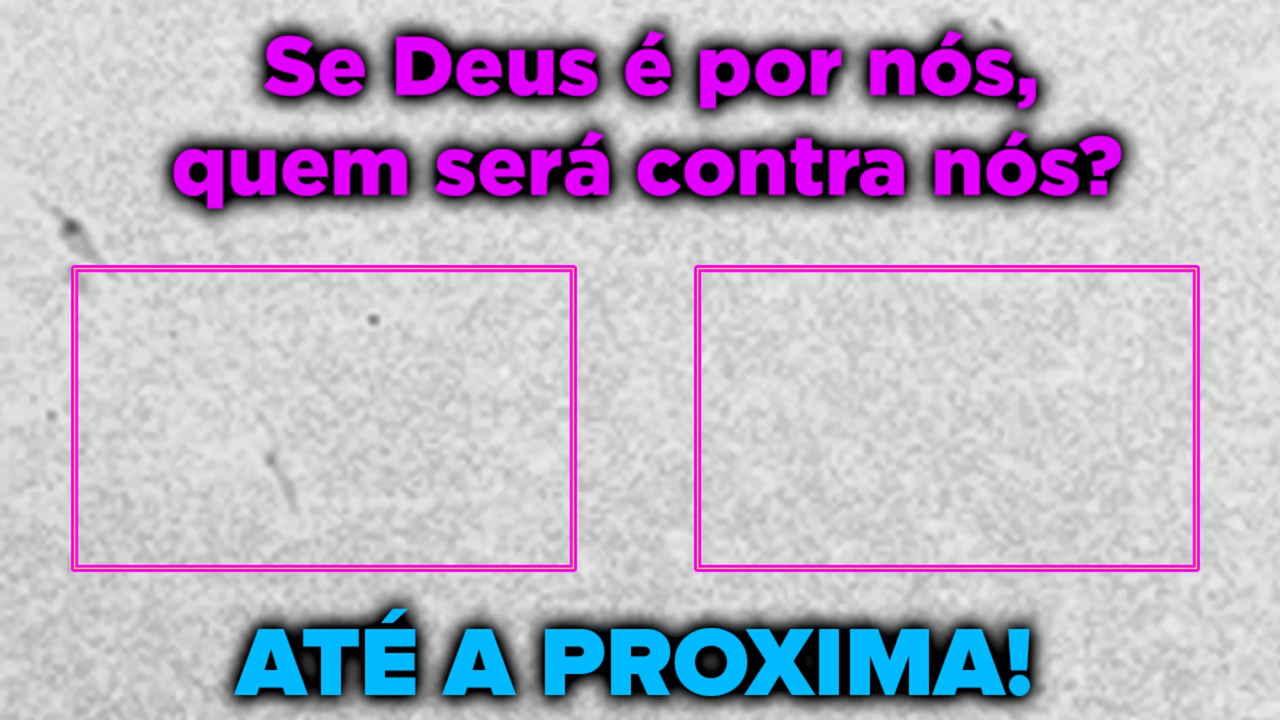 Se Deus é por nós,
quem será contra nós?
ATÉ A PROXIMA!